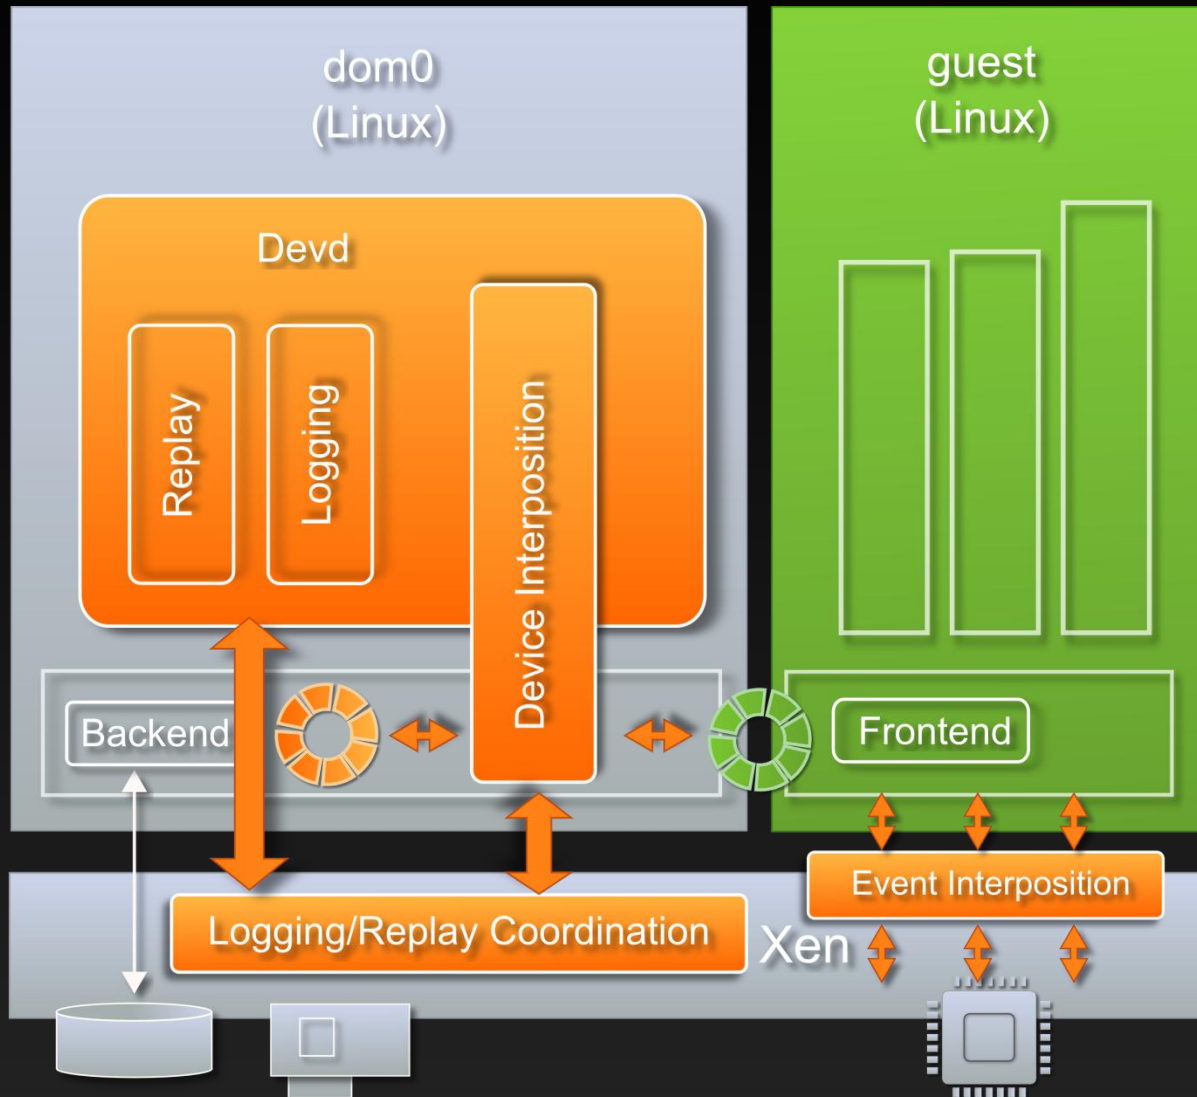 dom0
(Linux)
guest
(Linux)
Devd
Replay
Logging
Device Interposition
Backend
Frontend
Event Interposition
Logging/Replay Coordination
Xen